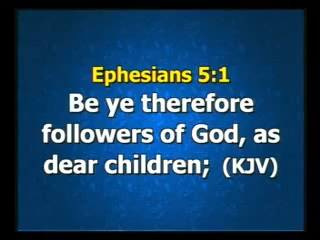 Ephesians 5:1
Be ye therefore
followers of God, as
dear children; (KJV)